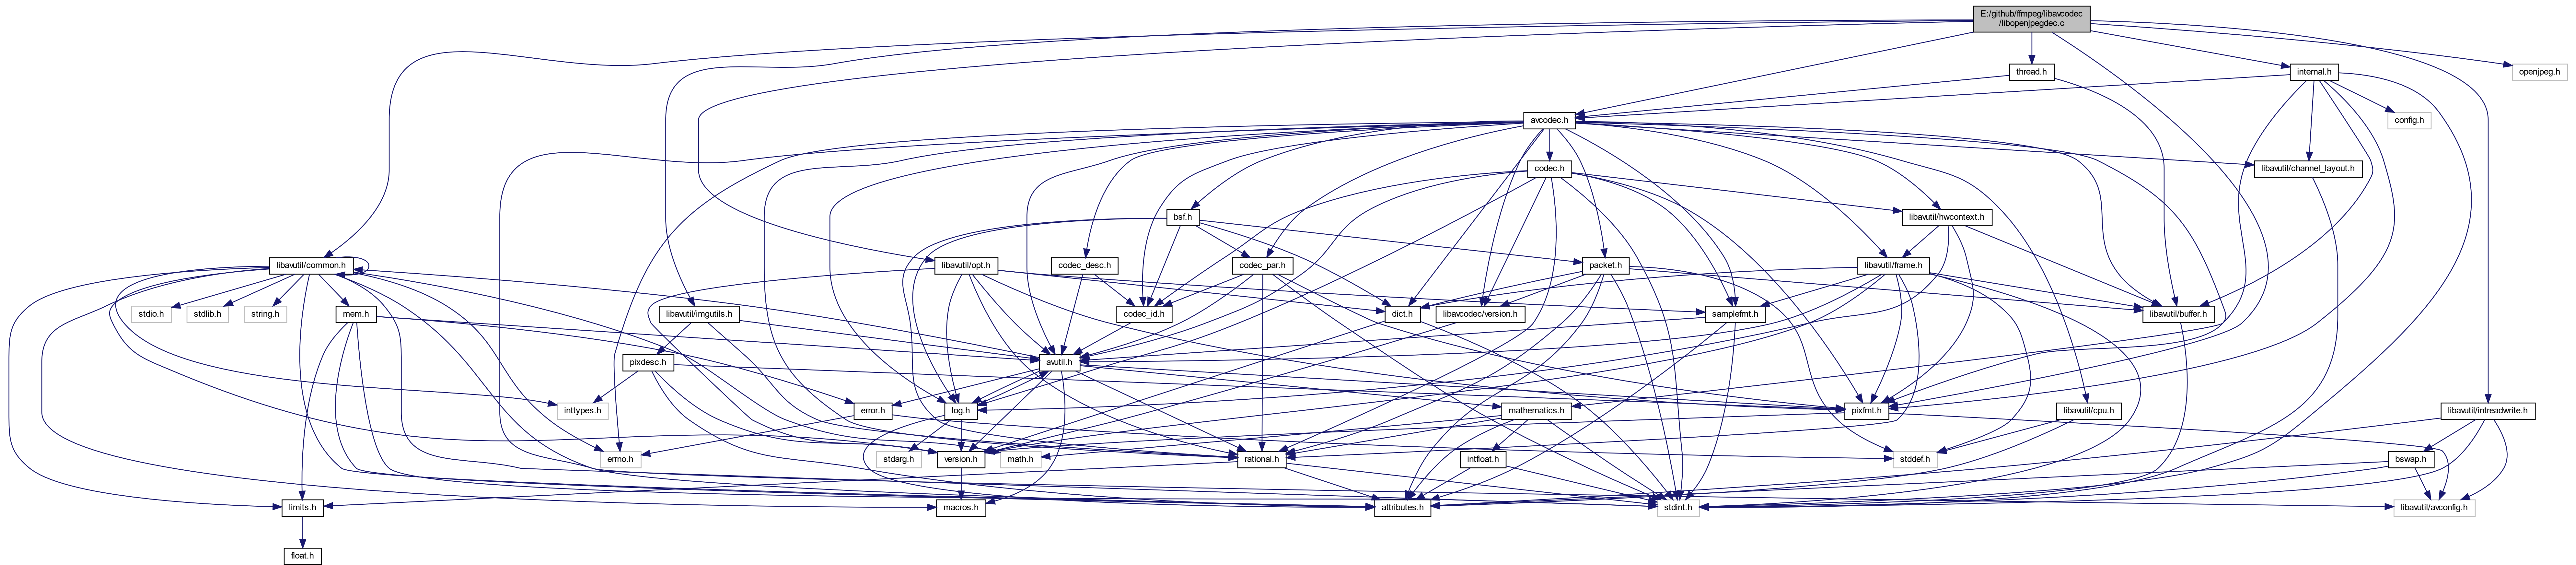 E:/github/ffmpeg/libavcodec
/libopenjpegdec.c
thread.h
internal.h
openjpeg.h
avcodec.h
config.h
codec.h
libavutil/channel_layout.h
bsf.h
libavutil/hwcontext.h
libavutil/common.h
libavutil/opt.h
codec_desc.h
codec_par.h
packet.h
libavutil/frame.h
stdio.h
stdlib.h
string.h
mem.h
libavutil/imgutils.h
codec_id.h
dict.h
libavcodec/version.h
samplefmt.h
libavutil/buffer.h
pixdesc.h
avutil.h
inttypes.h
error.h
log.h
mathematics.h
pixfmt.h
libavutil/cpu.h
libavutil/intreadwrite.h
errno.h
stdarg.h
version.h
math.h
rational.h
intfloat.h
stddef.h
bswap.h
limits.h
macros.h
attributes.h
stdint.h
libavutil/avconfig.h
float.h